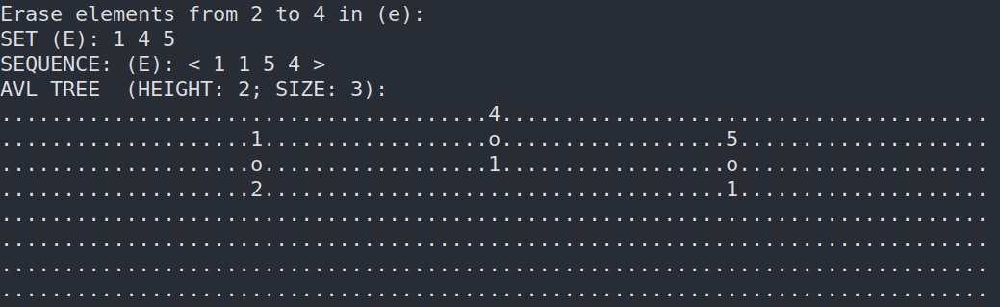 Erase elements from 2 to 4 in (e):
SET (E): 1 4 5
SEQUENCE: (E): < 1 1 5 4 >
AVL TREE  (HEIGHT: 2; SIZE: 3):
.......................................4.......................................
....................1..................o..................5....................
....................o..................1..................o....................
....................2.....................................1....................
...............................................................................
...............................................................................
...............................................................................
...............................................................................